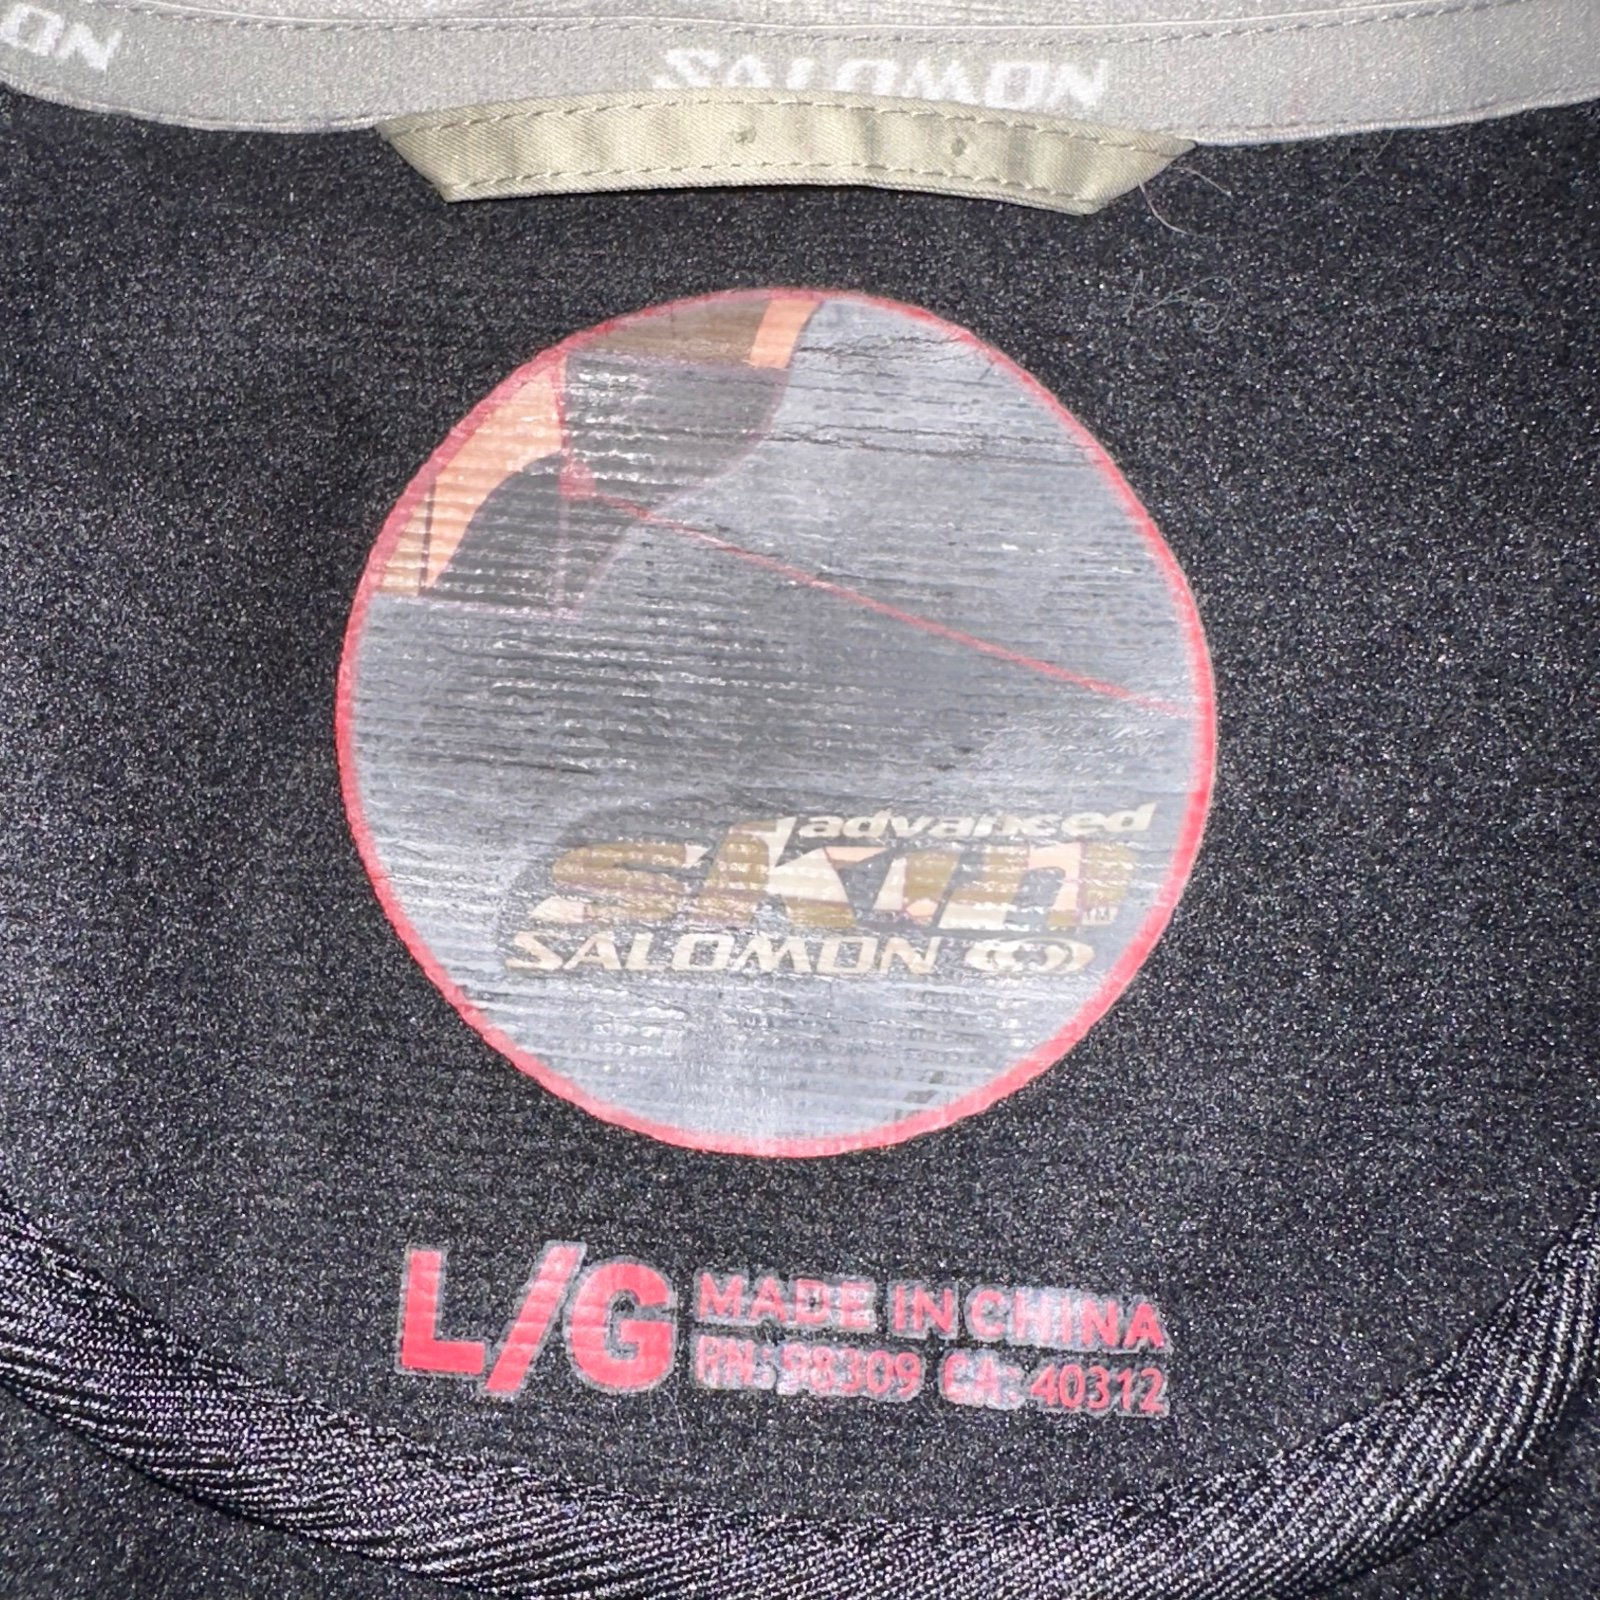 ON
SALOMON
advanced
skin
SALOMON
L/G
MADE IN CHINA
RN: 98309 CA: 40312